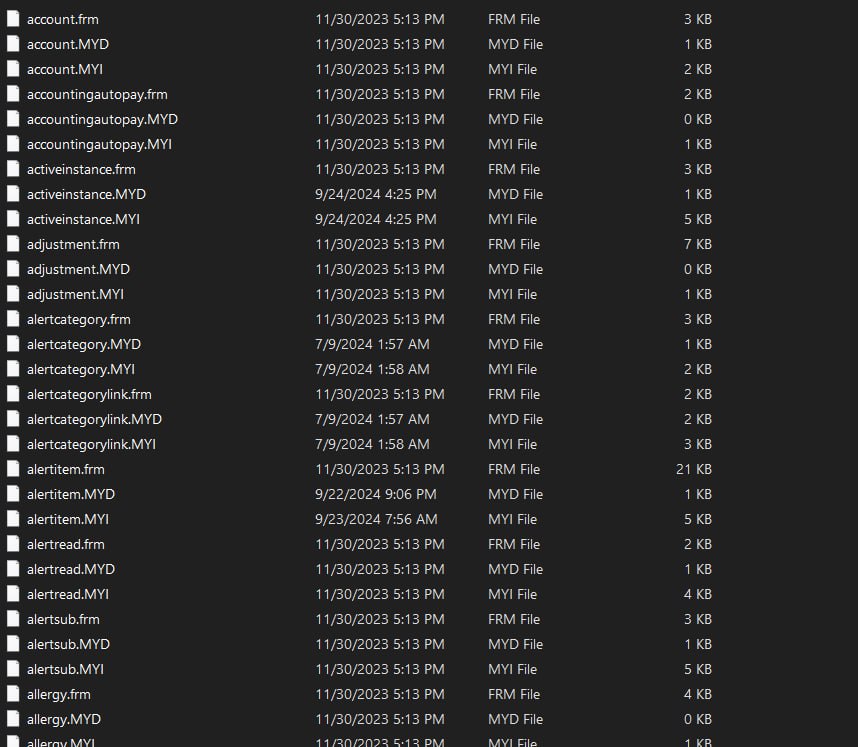 account.frm 11/30/2023 5:13 PM FRM File 3 KB
account.MYD 11/30/2023 5:13 PM MYD File 1 KB
account.MYI 11/30/2023 5:13 PM MYI File 2 KB
accountingautopay.frm 11/30/2023 5:13 PM FRM File 2 KB
accountingautopay.MYD 11/30/2023 5:13 PM MYD File 0 KB
accountingautopay.MYI 11/30/2023 5:13 PM MYI File 1 KB
activeinstance.frm 11/30/2023 5:13 PM FRM File 3 KB
activeinstance.MYD 9/24/2024 4:25 PM MYD File 1 KB
activeinstance.MYI 9/24/2024 4:25 PM MYI File 5 KB
adjustment.frm 11/30/2023 5:13 PM FRM File 7 KB
adjustment.MYD 11/30/2023 5:13 PM MYD File 0 KB
adjustment.MYI 11/30/2023 5:13 PM MYI File 1 KB
alertcategory.frm 11/30/2023 5:13 PM FRM File 3 KB
alertcategory.MYD 7/9/2024 1:57 AM MYD File 1 KB
alertcategory.MYI 7/9/2024 1:58 AM MYI File 2 KB
alertcategorylink.frm 11/30/2023 5:13 PM FRM File 2 KB
alertcategorylink.MYD 7/9/2024 1:57 AM MYD File 2 KB
alertcategorylink.MYI 7/9/2024 1:58 AM MYI File 3 KB
alertitem.frm 11/30/2023 5:13 PM FRM File 21 KB
alertitem.MYD 9/22/2024 9:06 PM MYD File 1 KB
alertitem.MYI 9/23/2024 7:56 AM MYI File 5 KB
alertread.frm 11/30/2023 5:13 PM FRM File 2 KB
alertread.MYD 11/30/2023 5:13 PM MYD File 1 KB
alertread.MYI 11/30/2023 5:13 PM MYI File 4 KB
alertsub.frm 11/30/2023 5:13 PM FRM File 3 KB
alertsub.MYD 11/30/2023 5:13 PM MYD File 1 KB
alertsub.MYI 11/30/2023 5:13 PM MYI File 5 KB
allergy.frm 11/30/2023 5:13 PM FRM File 4 KB
allergy.MYD 11/30/2023 5:13 PM MYD File 0 KB
allergy.MYI 11/30/2023 5:13 PM MYI File 1 KB